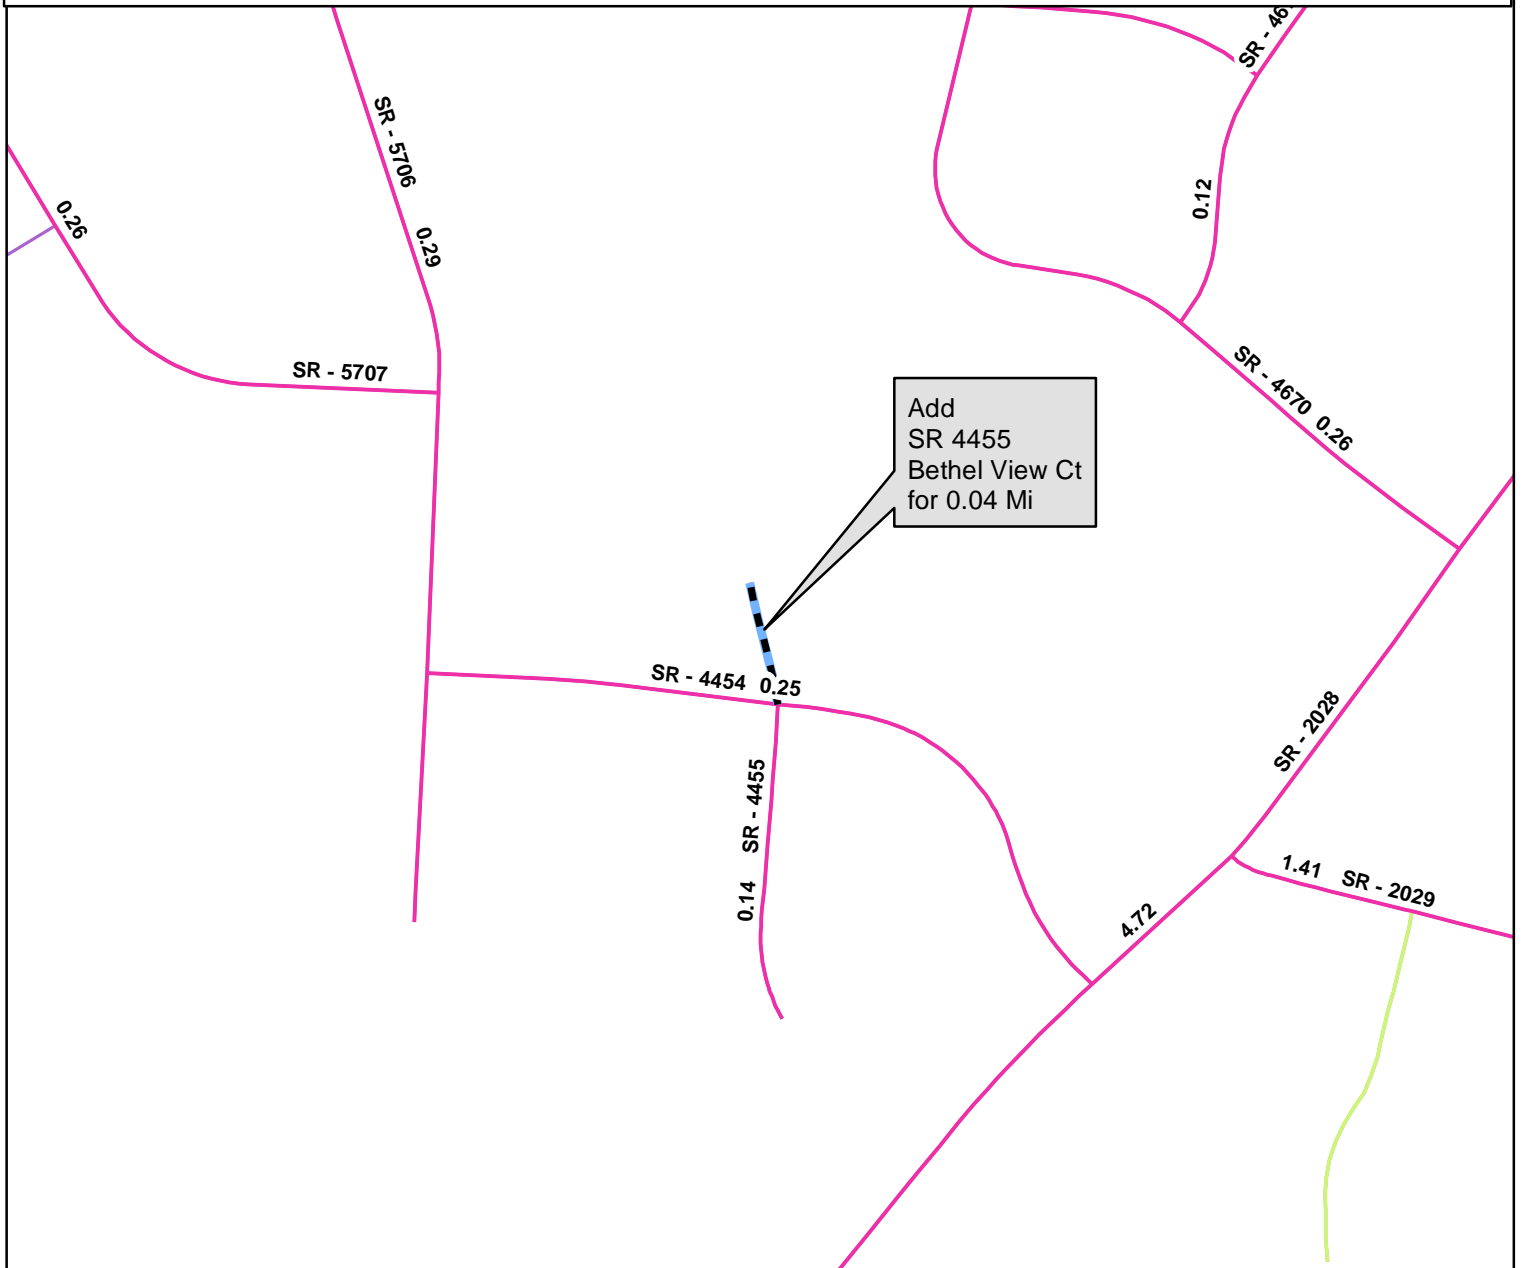 SR - 5706
0.29
0.26
SR - 5707
SR - 46
0.12
SR - 4670 0.26
Add
SR 4455
Bethel View Ct
for 0.04 Mi
SR - 4454 0.25
SR - 4455
0.14
SR - 2028
4.72
1.41 SR - 2029